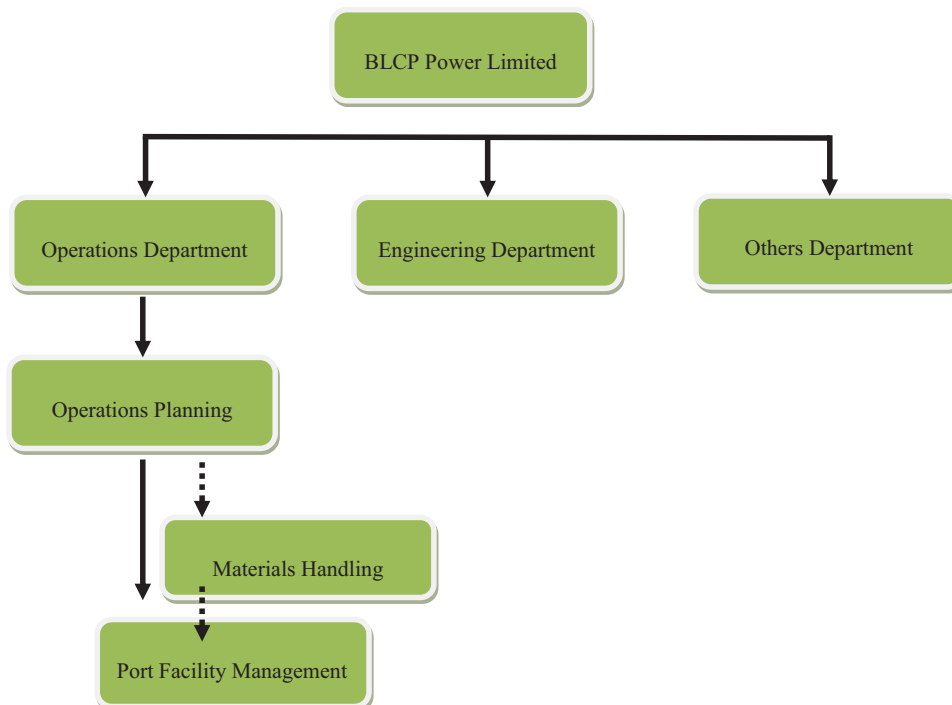 BLCP Power Limited
Operations Department
Engineering Department
Others Department
Operations Planning
Materials Handling
Port Facility Management